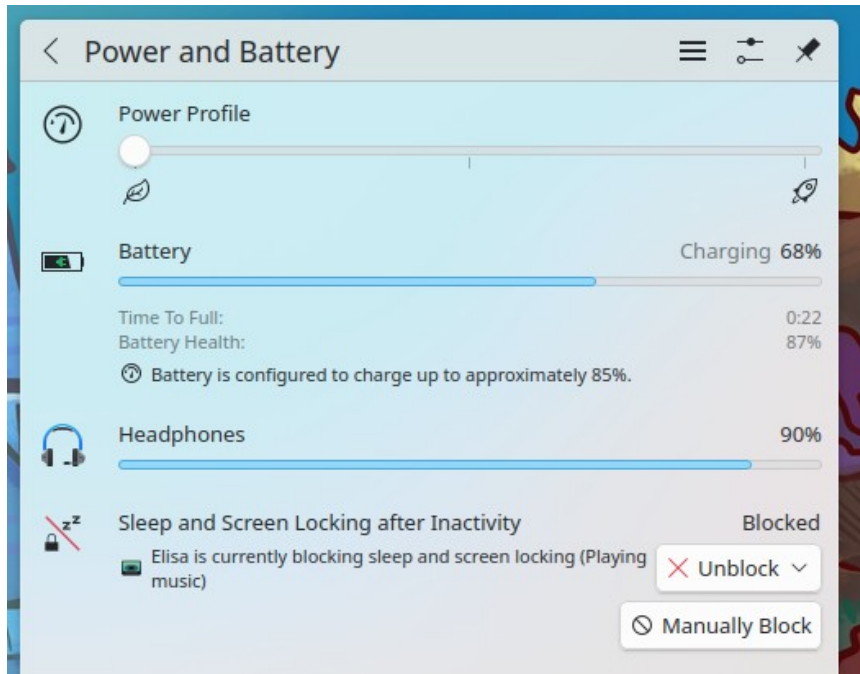 Power and Battery
Power Profile
Battery Charging 68%
Time To Full: 0:22
Battery Health: 87%
Battery is configured to charge up to approximately 85%.
Headphones 90%
zz
Sleep and Screen Locking after Inactivity Blocked
Elisa is currently blocking sleep and screen locking (Playing
music)
Unblock
Manually Block